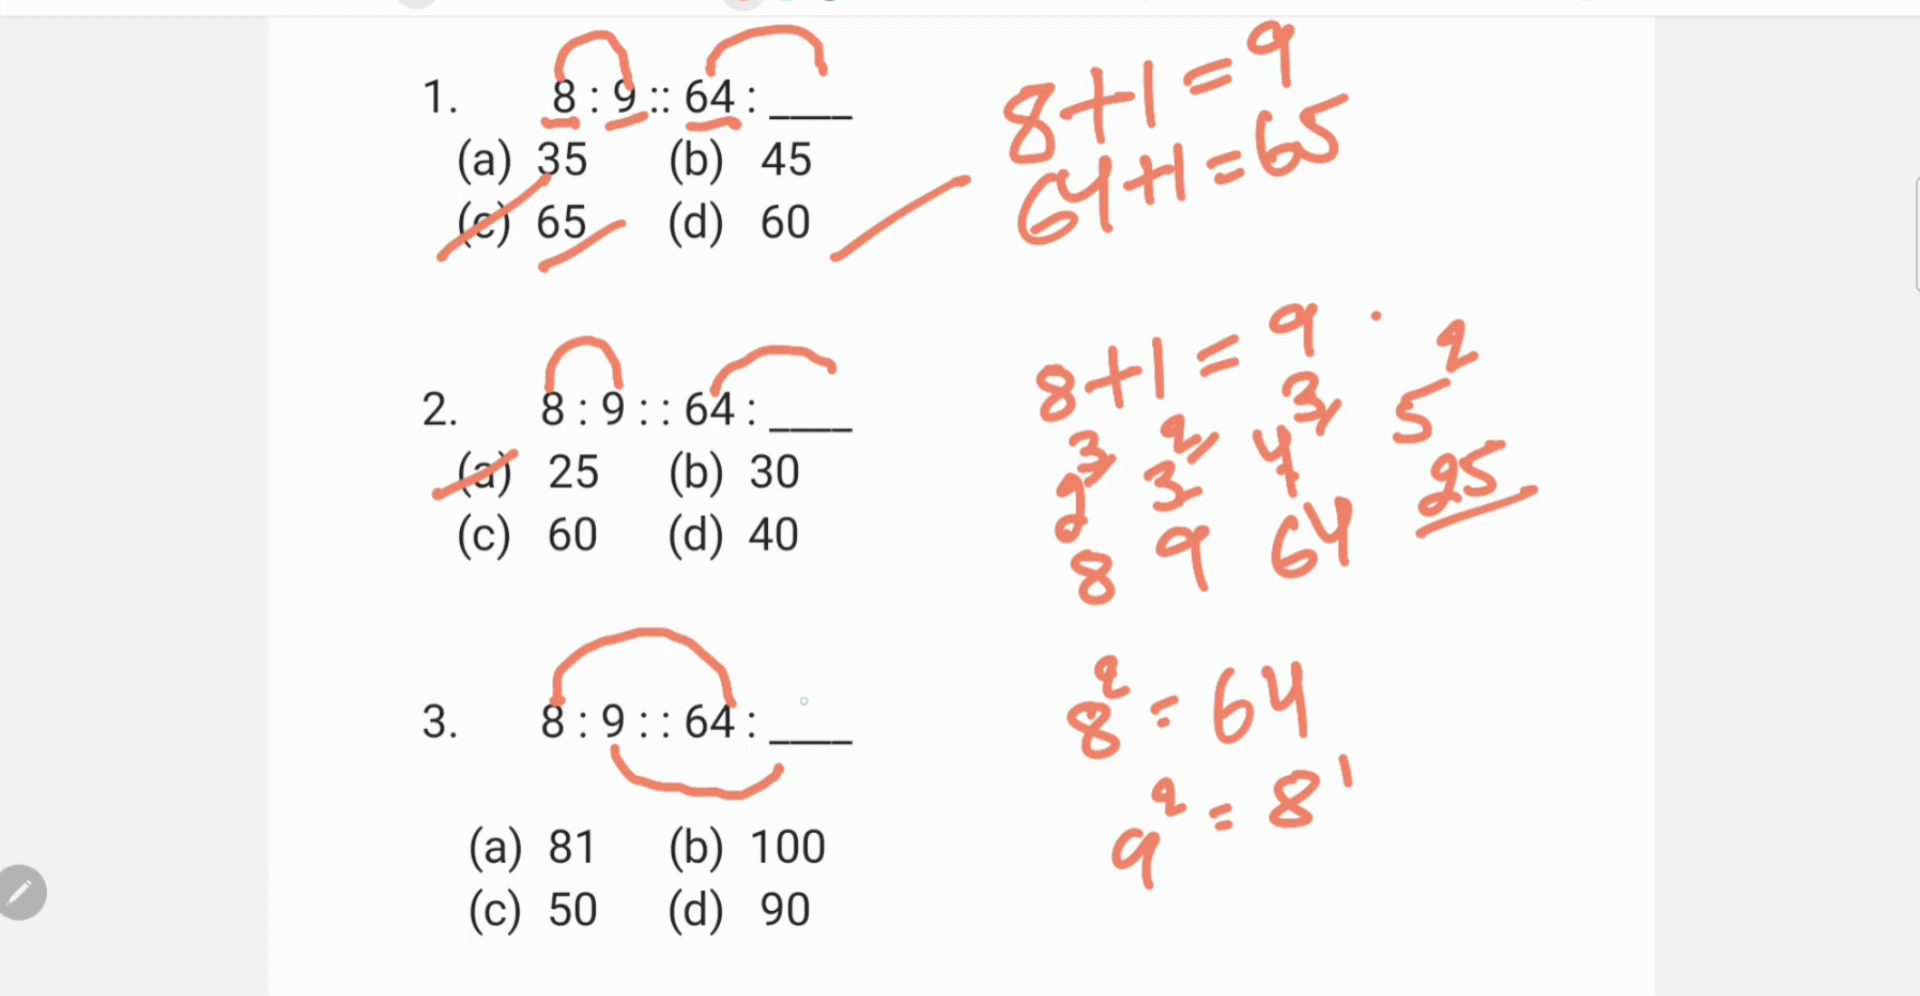 1. 8 : 9 :: 64 : ____
(a) 35 (b) 45
(c) 65 (d) 60
8+1=9
64+1=65
2. 8 : 9 : : 64 : ____
(a) 25 (b) 30
(c) 60 (d) 40
8+1=9
2³ 3² 4³ 5²
8 9 64 25
3. 8 : 9 : : 64 : ____
(a) 81 (b) 100
(c) 50 (d) 90
8² = 64
9² = 81